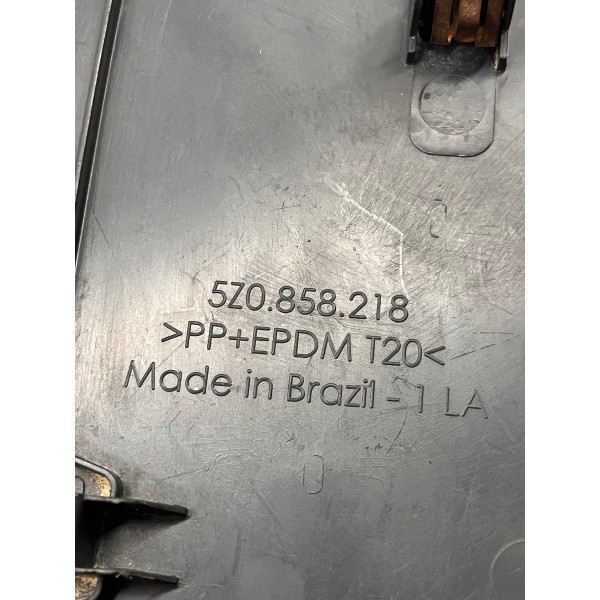 5Z0.858.218
>PP+EPDM T20<
Made in Brazil - 1 LA